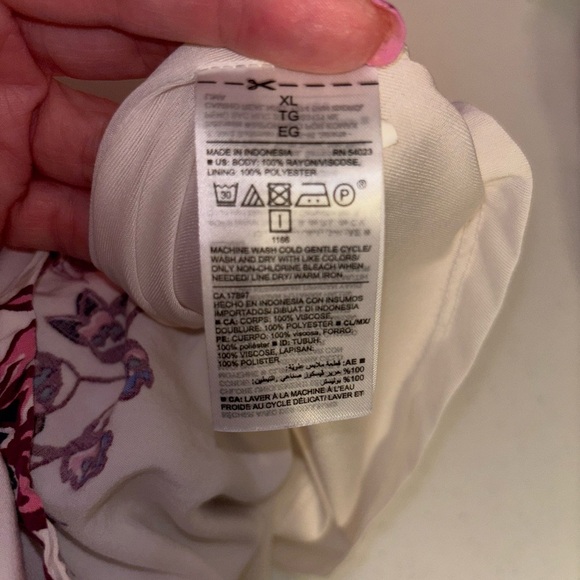 XL
TG
EG
MADE IN INDONESIA RN 54023
■ US: BODY: 100% RAYON/VISCOSE,
LINING: 100% POLYESTER
30 P ®
1166
MACHINE WASH COLD GENTLE CYCLE/
WASH AND DRY WITH LIKE COLORS/
ONLY NON-CHLORINE BLEACH WHEN
NEEDED/ LINE DRY/ WARM IRON
CA 17897
HECHO EN INDONESIA CON INSUMOS
IMPORTADOS/ DIBUAT DI INDONESIA
■ CA: CORPS: 100% VISCOSE,
DOUBLURE: 100% POLYESTER ■ CL/MX/
PE: CUERPO: 100% viscosa, FORRO:
100% poliéster ■ ID: TUBUH:
100% VISCOSE, LAPISAN:
100% POLISTER
■ CA: LAVER À LA MACHINE À L'EAU
FROIDE AU CYCLE DÉLICAT/ LAVER ET